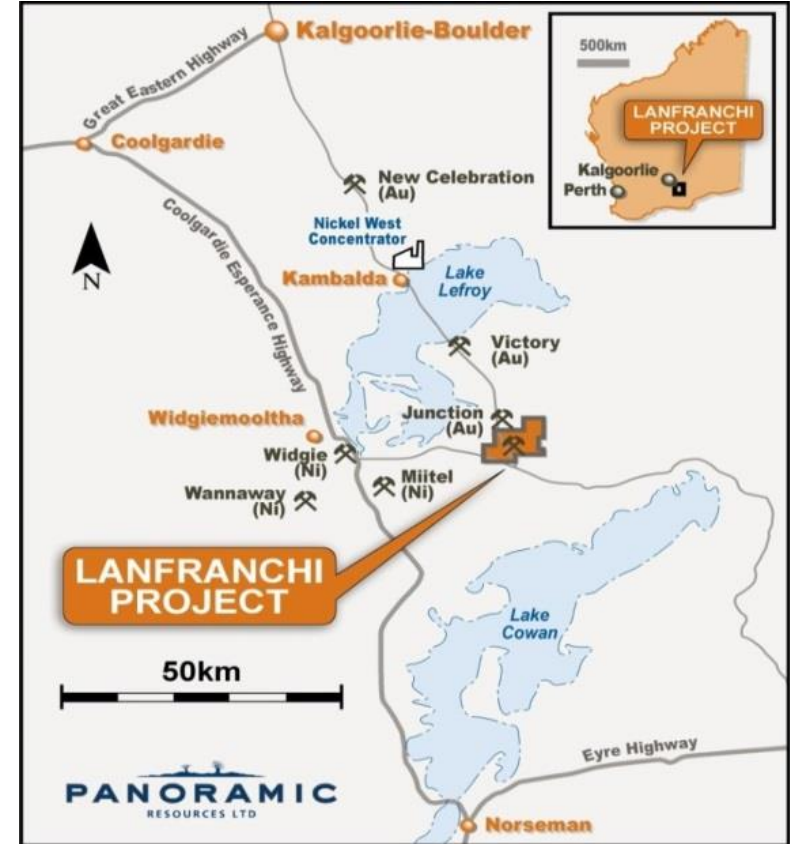 Kalgoorlie-Boulder
Great Eastern Highway
Coolgardie
500km
LANFRANCHI
PROJECT
Kalgoorlie
Perth
New Celebration
(Au)
Nickel West
Concentrator
Coolgardie Esperance Highway
N
Kambalda
Lake
Lefroy
Victory
(Au)
Junction
(Au)
Widgiemooltha
Widgie
(Ni)
Miitel
(Ni)
Wannaway
(Ni)
LANFRANCHI
PROJECT
Lake
Cowan
50km
Eyre Highway
PANORAMIC
RESOURCES LTD
Norseman